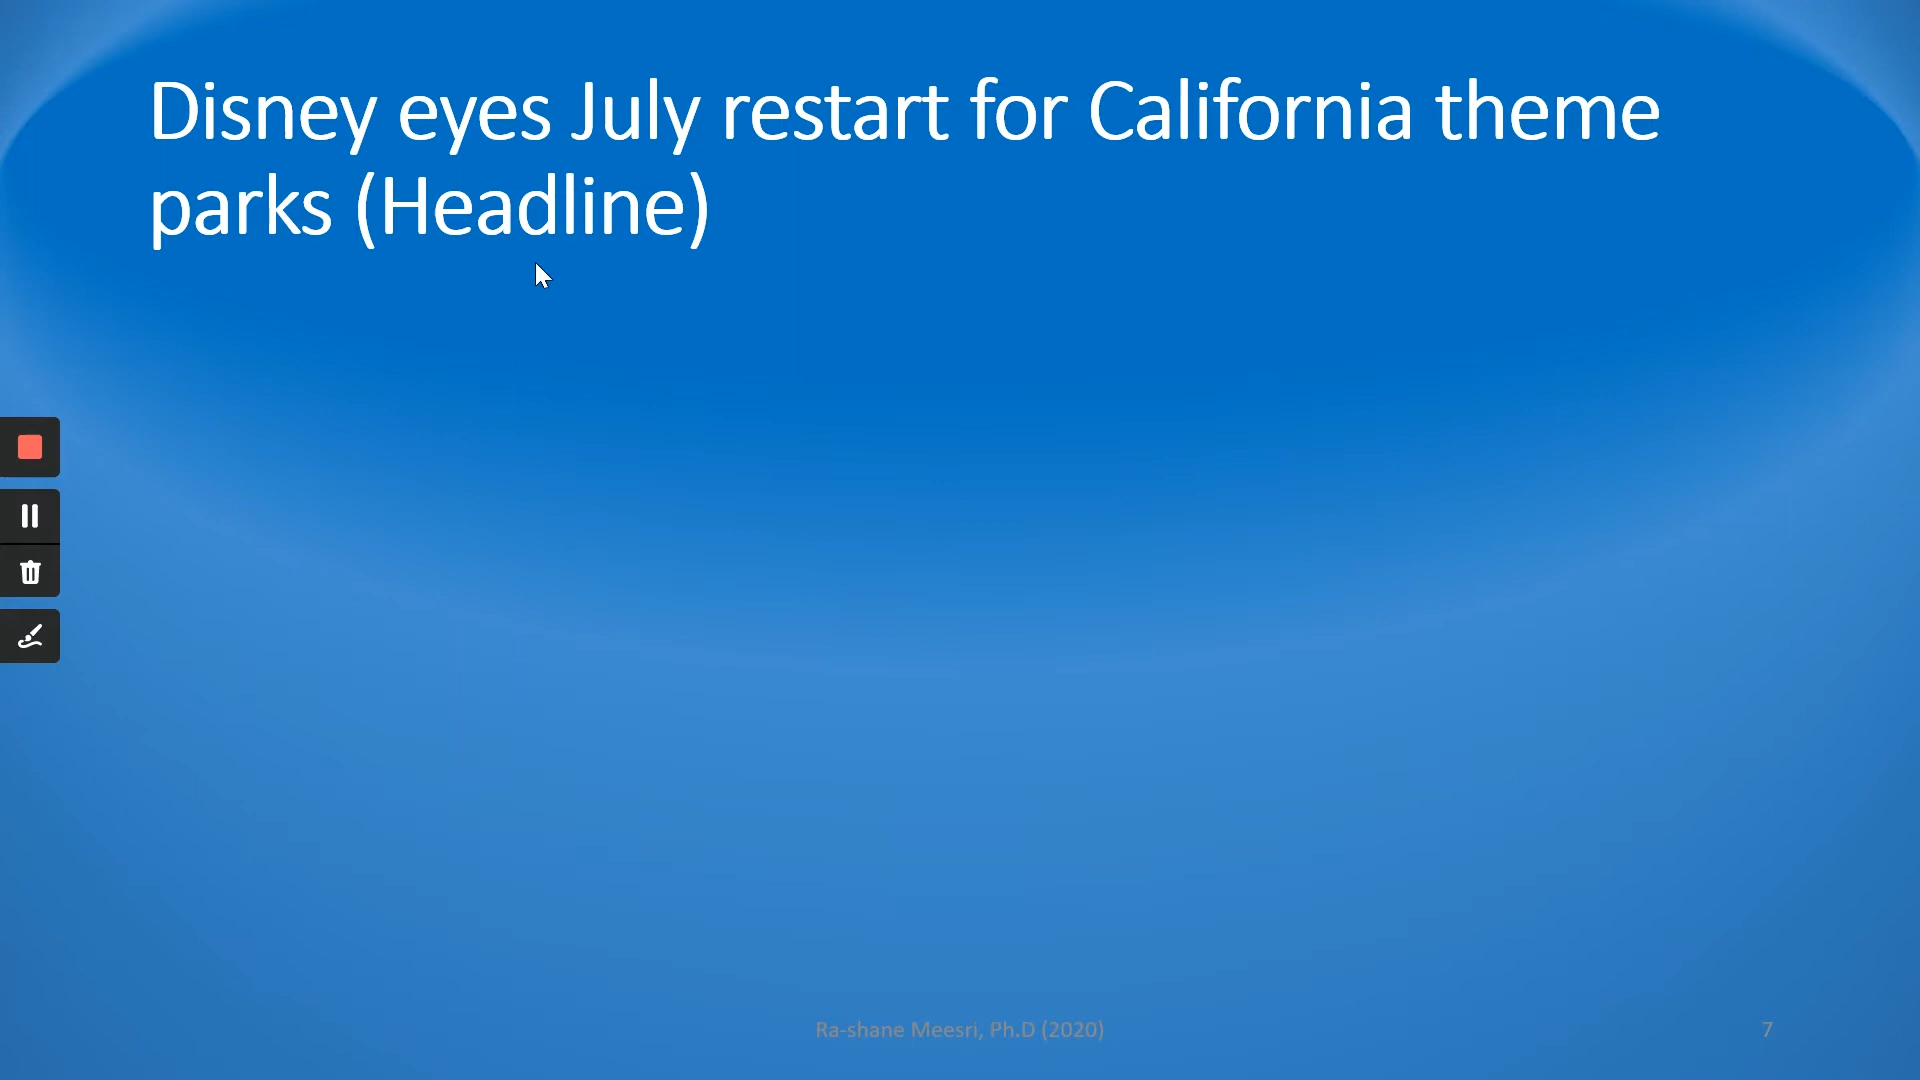 Disney eyes July restart for California theme
parks (Headline)
Ra-shane Meesri, Ph.D (2020)
7